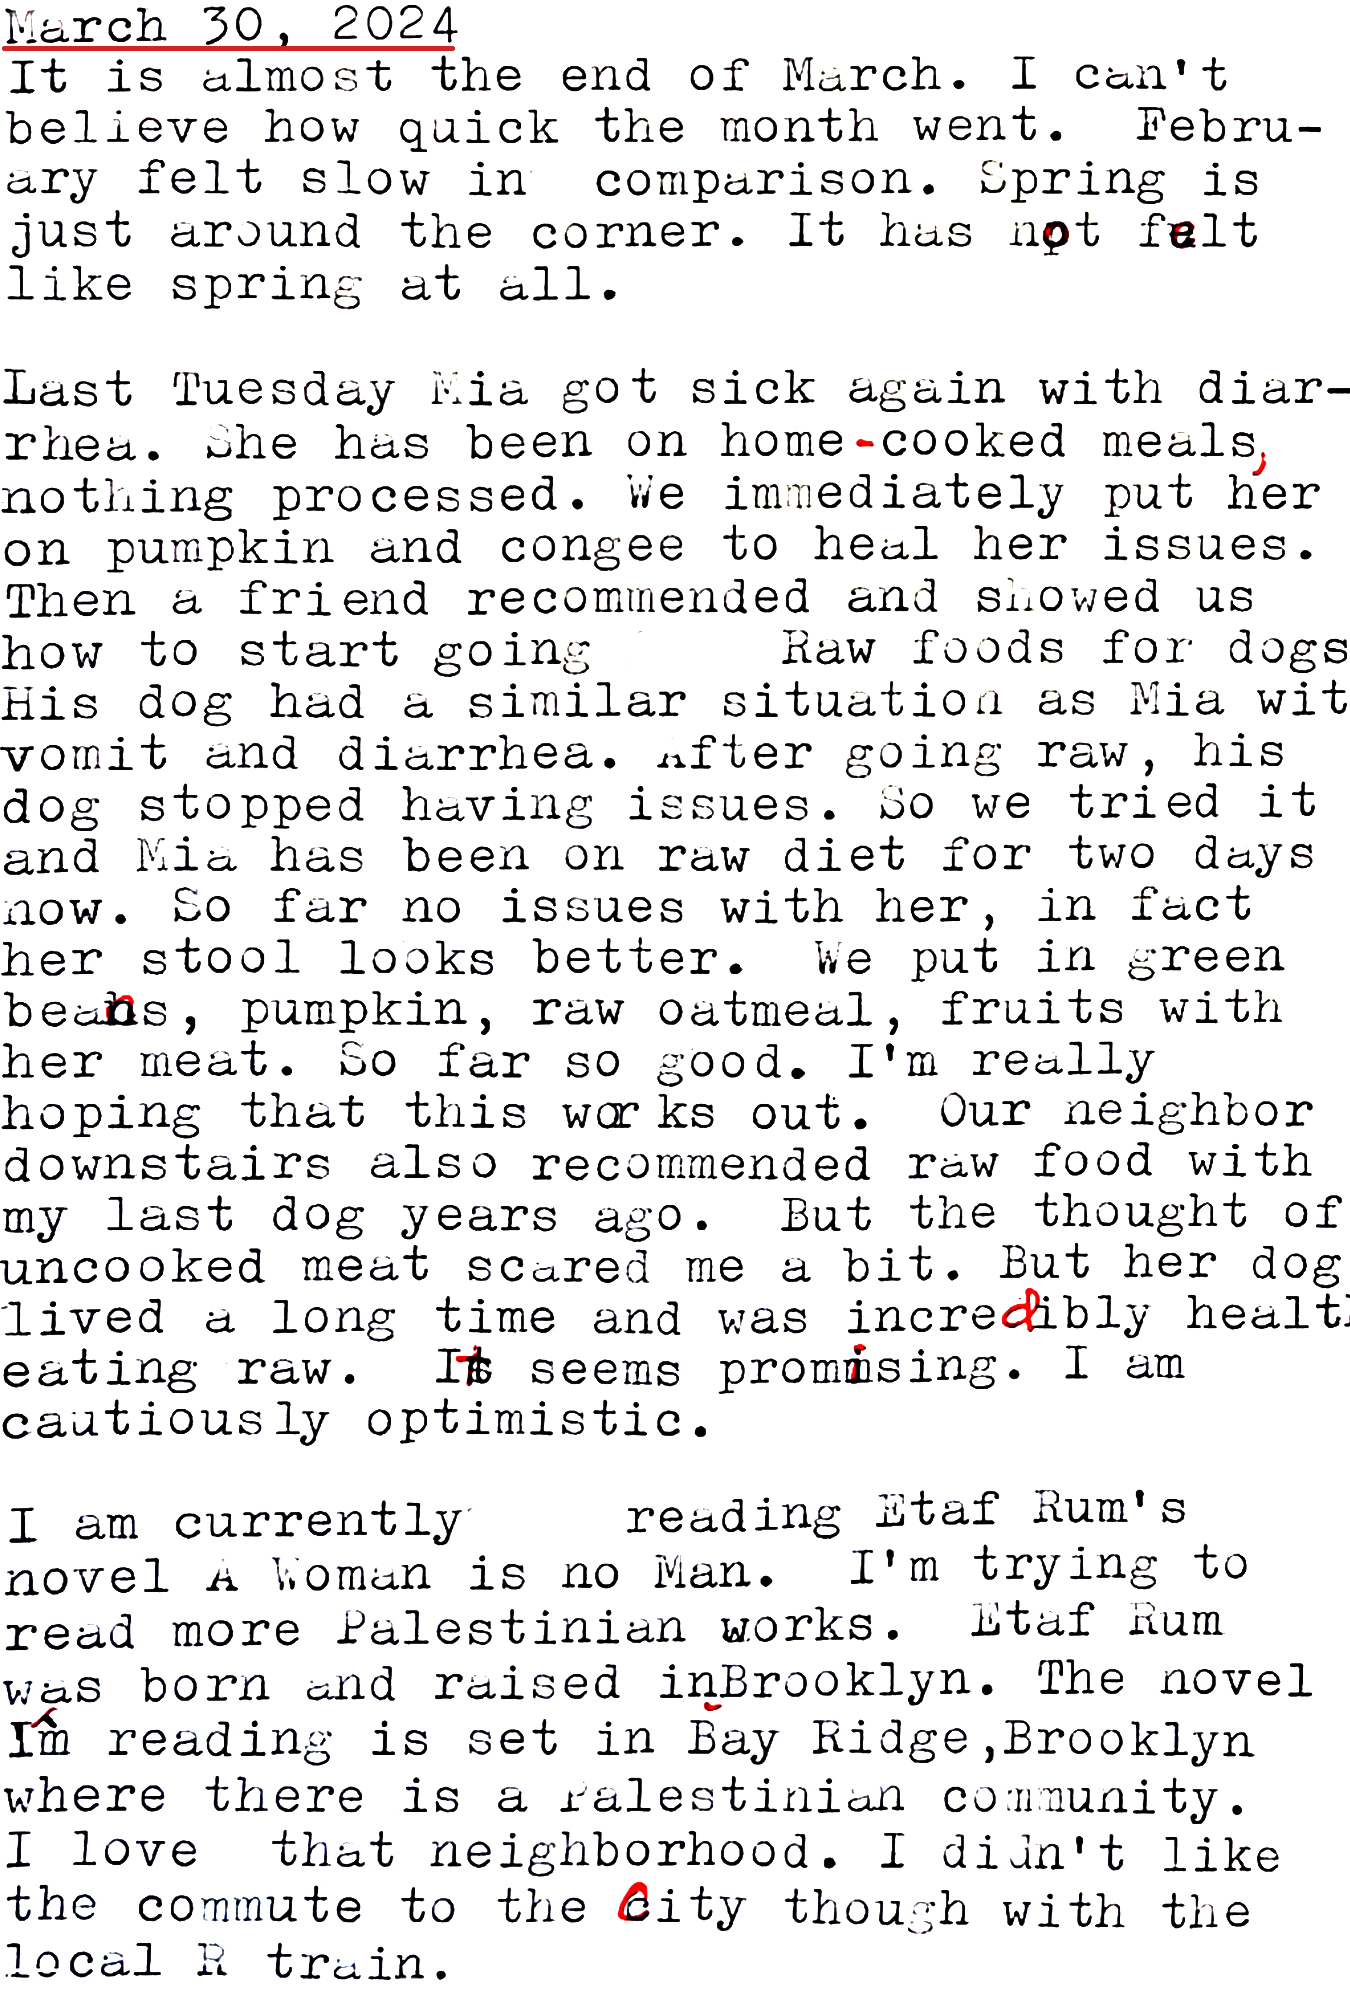 March 30, 2024
It is almost the end of March. I can't
believe how quick the month went. Febru-
ary felt slow in comparison. Spring is
just around the corner. It has not felt
like spring at all.
Last Tuesday Mia got sick again with diar-
rhea. She has been on home-cooked meals,
nothing processed. We immediately put her
on pumpkin and congee to heal her issues.
Then a friend recommended and showed us
how to start going Raw foods for dogs
His dog had a similar situation as Mia wit
vomit and diarrhea. After going raw, his
dog stopped having issues. So we tried it
and Mia has been on raw diet for two days
now. So far no issues with her, in fact
her stool looks better. We put in green
beans, pumpkin, raw oatmeal, fruits with
her meat. So far so good. I'm really
hoping that this works out. Our neighbor
downstairs also recommended raw food with
my last dog years ago. But the thought of
uncooked meat scared me a bit. But her dog
lived a long time and was incredibly healt
eating raw. It seems promising. I am
cautiously optimistic.
I am currently reading Etaf Rum's
novel A Woman is no Man. I'm trying to
read more Palestinian works. Etaf Rum
was born and raised in Brooklyn. The novel
I'm reading is set in Bay Ridge,Brooklyn
where there is a Palestinian community.
I love that neighborhood. I didn't like
the commute to the City though with the
local R train.